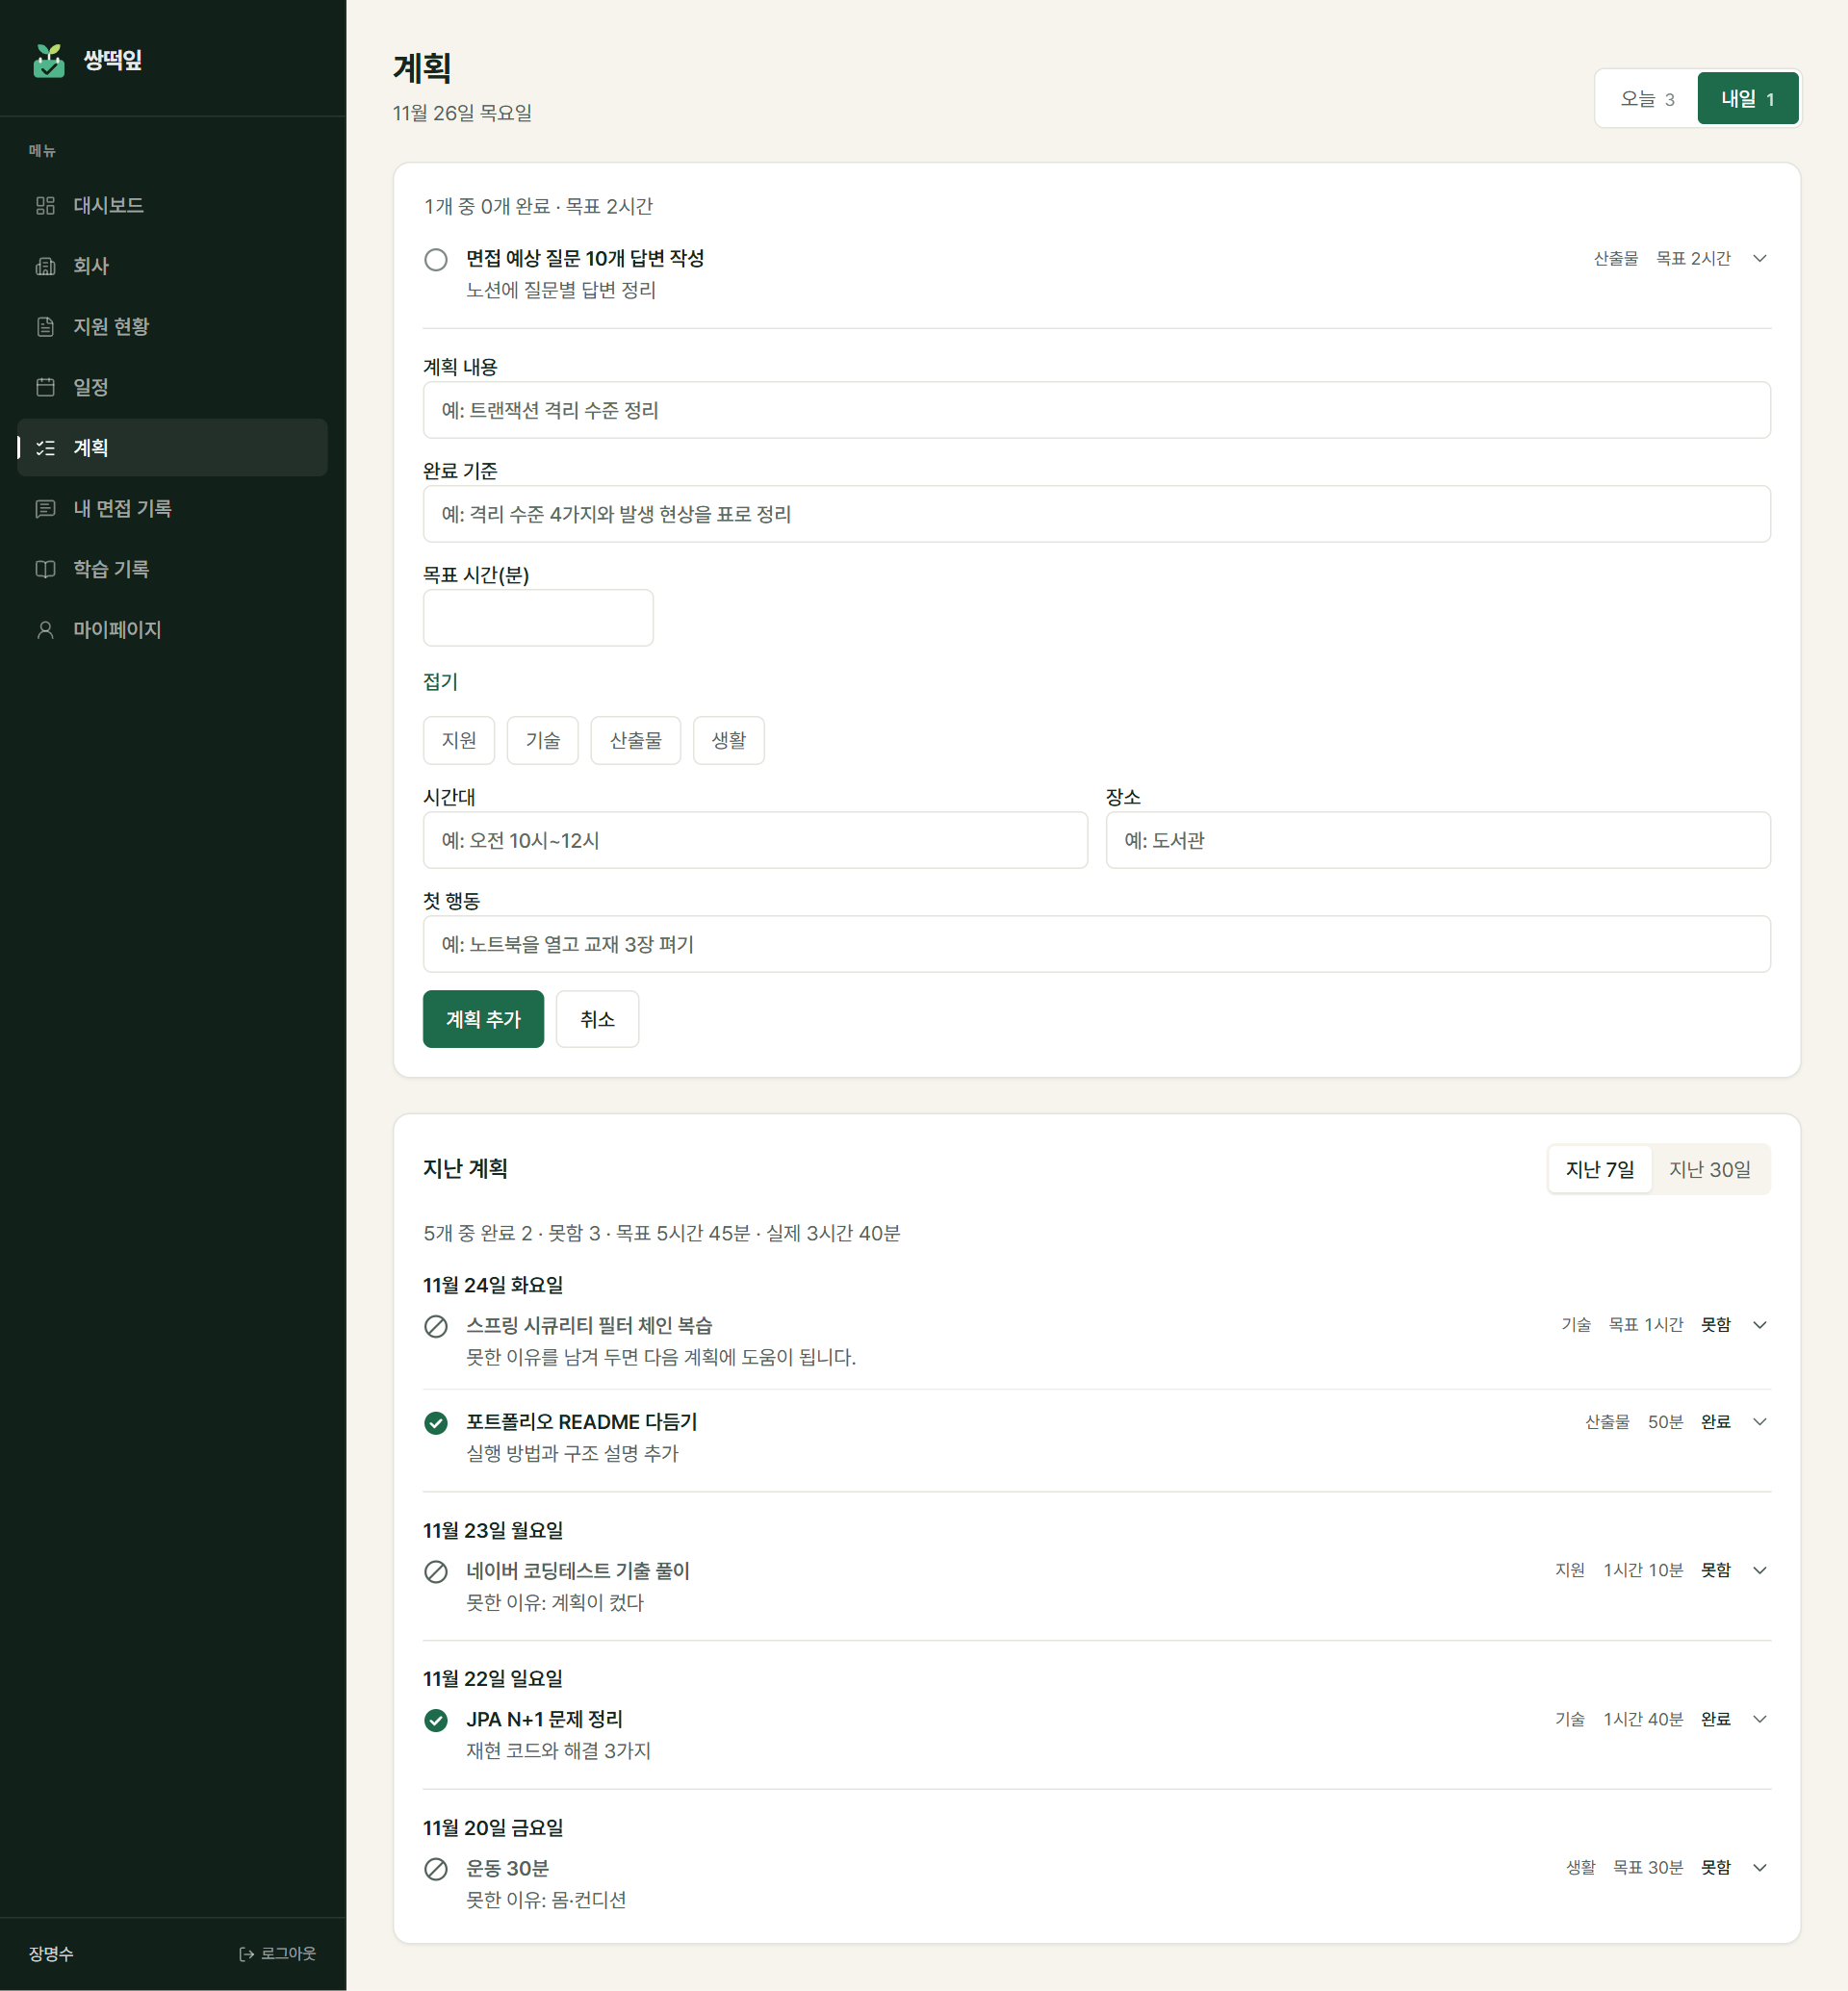 쌍떡잎
메뉴
대시보드
회사
지원 현황
일정
계획
내 면접 기록
학습 기록
마이페이지
장명수
로그아웃
계획
11월 26일 목요일
오늘 3
내일 1
1개 중 0개 완료 · 목표 2시간
면접 예상 질문 10개 답변 작성
산출물 목표 2시간
노션에 질문별 답변 정리
계획 내용
예: 트랜잭션 격리 수준 정리
완료 기준
예: 격리 수준 4가지와 발생 현상을 표로 정리
목표 시간(분)
접기
지원 기술 산출물 생활
시간대
예: 오전 10시~12시
장소
예: 도서관
첫 행동
예: 노트북을 열고 교재 3장 펴기
계획 추가 취소
지난 계획
지난 7일 지난 30일
5개 중 완료 2 · 못함 3 · 목표 5시간 45분 · 실제 3시간 40분
11월 24일 화요일
스프링 시큐리티 필터 체인 복습
기술 목표 1시간 못함
못한 이유를 남겨 두면 다음 계획에 도움이 됩니다.
포트폴리오 README 다듬기
산출물 50분 완료
실행 방법과 구조 설명 추가
11월 23일 월요일
네이버 코딩테스트 기출 풀이
지원 1시간 10분 못함
못한 이유: 계획이 컸다
11월 22일 일요일
JPA N+1 문제 정리
기술 1시간 40분 완료
재현 코드와 해결 3가지
11월 20일 금요일
운동 30분
생활 목표 30분 못함
못한 이유: 몸·컨디션